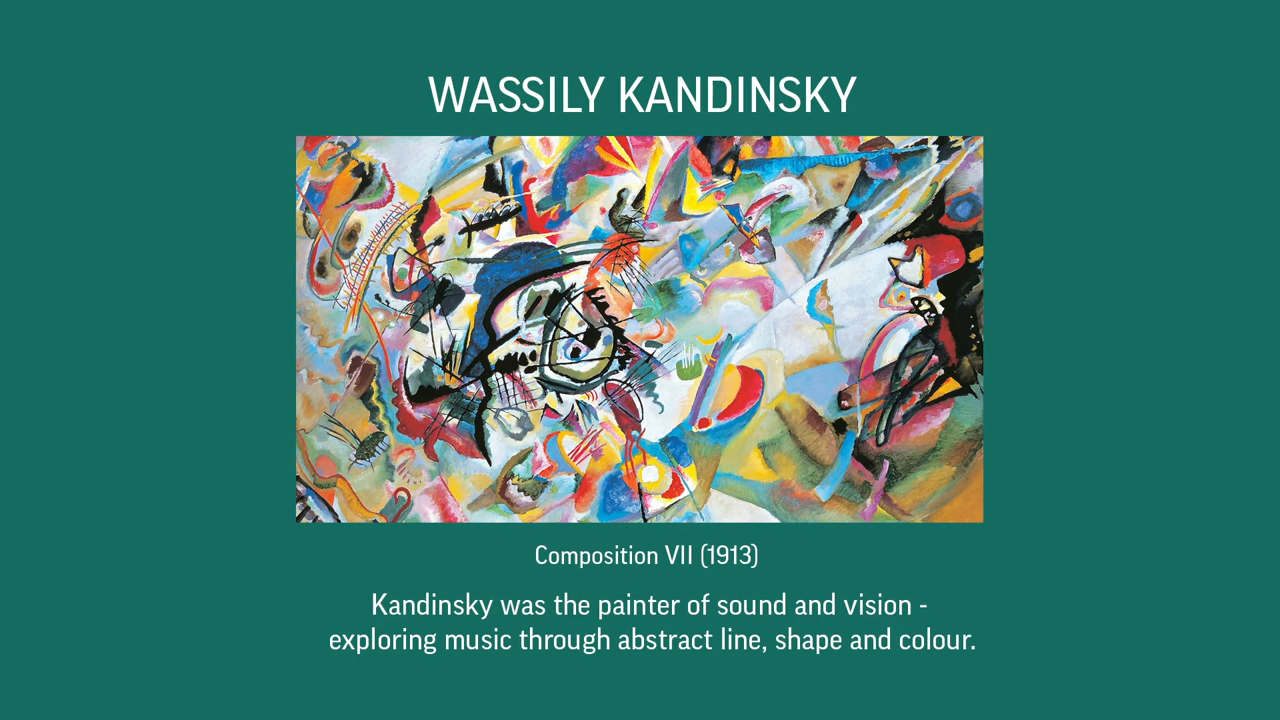 WASSILY KANDINSKY
Composition VII (1913)
Kandinsky was the painter of sound and vision -
exploring music through abstract line, shape and colour.